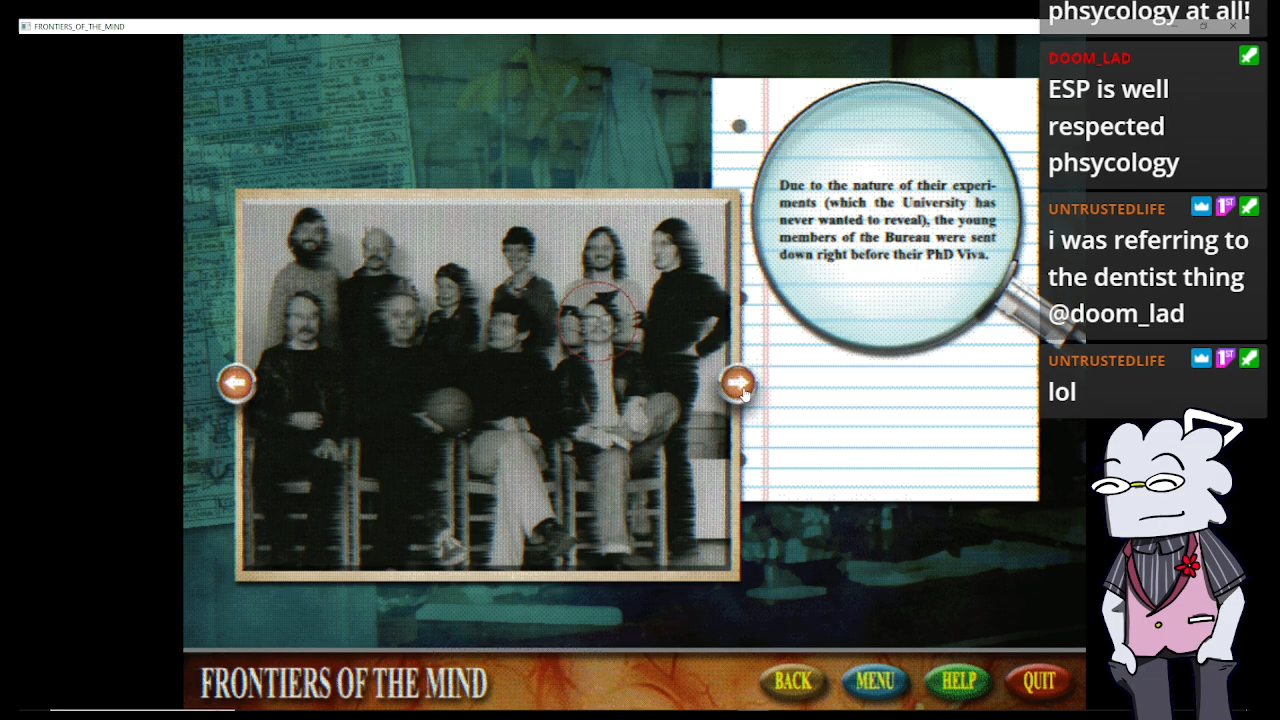 FRONTIERS_OF_THE_MIND
phsycology at all!
DOOM_LAD
ESP is well
respected
phsycology
UNTRUSTEDLIFE
i was referring to
the dentist thing
@doom_lad
UNTRUSTEDLIFE
lol
Due to the nature of their experi-
ments (which the University has
never wanted to reveal), the young
members of the Bureau were sent
down right before their PhD Viva.
FRONTIERS OF THE MIND
BACK
MENU
HELP
QUIT